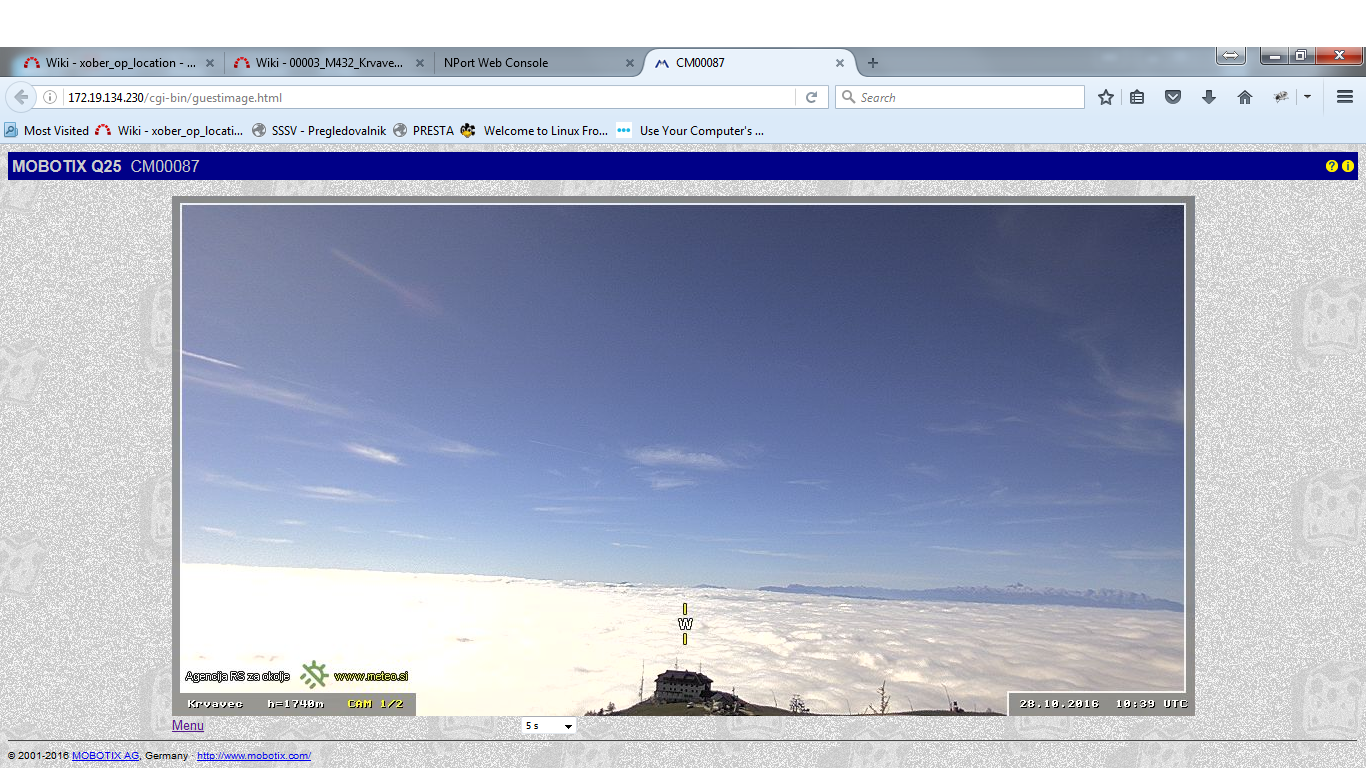 Wiki - xober_op_location - ...
Wiki - 00003_M432_Krvave...
NPort Web Console
CM00087
172.19.134.230/cgi-bin/guestimage.html
Search
Most Visited
Wiki - xober_op_locati...
SSSV - Pregledovalnik
PRESTA
Welcome to Linux Fro...
Use Your Computer's ...
MOBOTIX Q25 CM00087
? i
W
Agencija RS za okolje www.meteo.si
Krvavec h=1740m CAM 1/2
28.10.2016 10:39 UTC
Menu
5 s
© 2001-2016 MOBOTIX AG, Germany · http://www.mobotix.com/